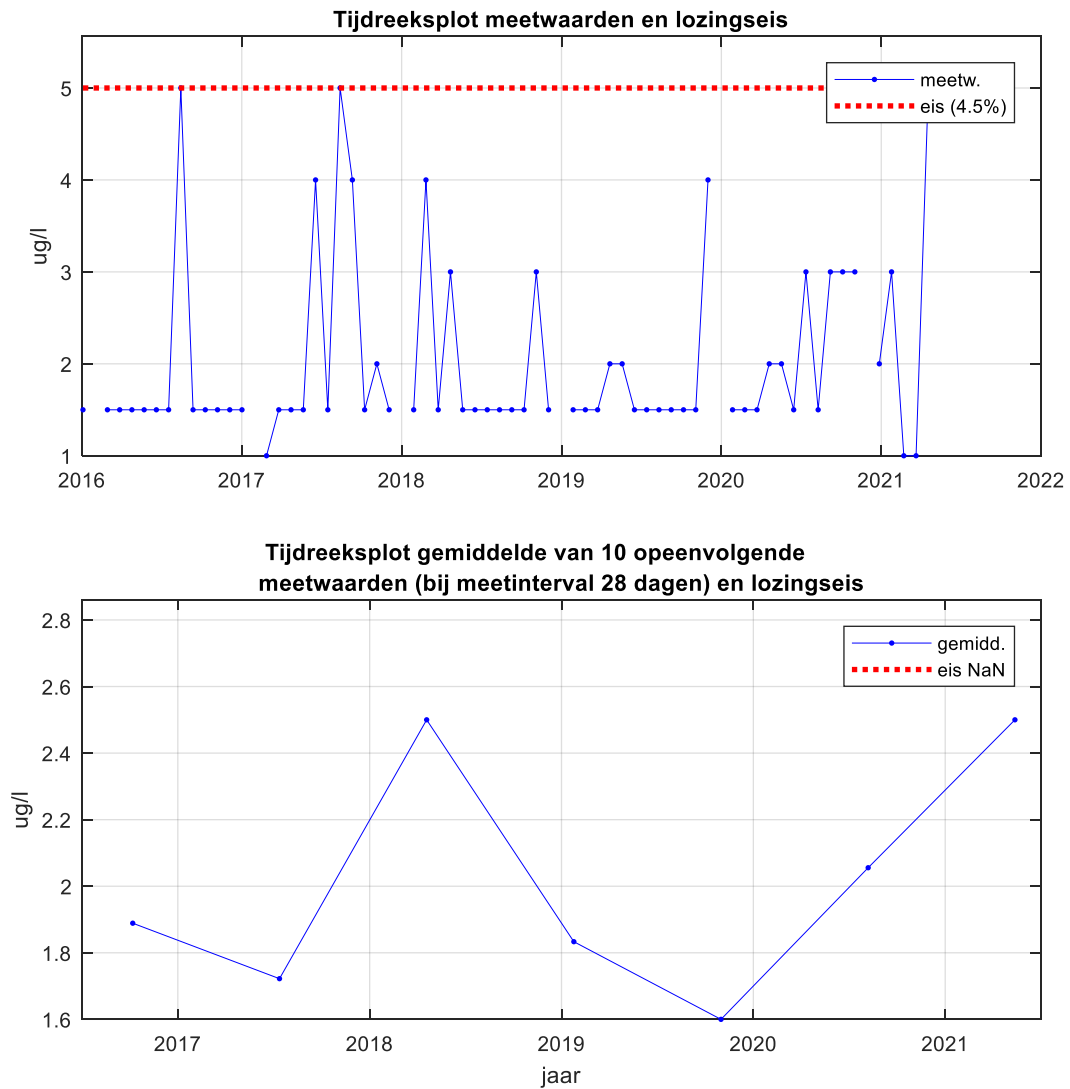 Tijdreeksplot meetwaarden en lozingseis
meetw.
eis (4.5%)
ug/l
5
4
3
2
1
2016 2017 2018 2019 2020 2021 2022
Tijdreeksplot gemiddelde van 10 opeenvolgende
meetwaarden (bij meetinterval 28 dagen) en lozingseis
gemidd.
eis NaN
ug/l
2.8
2.6
2.4
2.2
2
1.8
1.6
2017 2018 2019 2020 2021
jaar